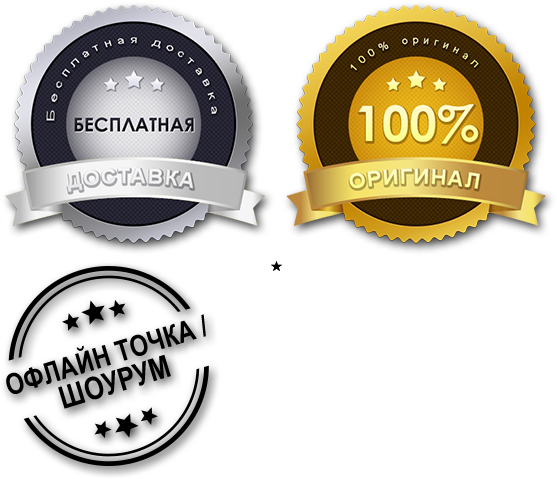 Бесплатная Доставка
БЕСПЛАТНАЯ
ДОСТАВКА
100% оригинал
100%
ОРИГИНАЛ
ОФЛАЙН ТОЧКА /
ШОУРУМ